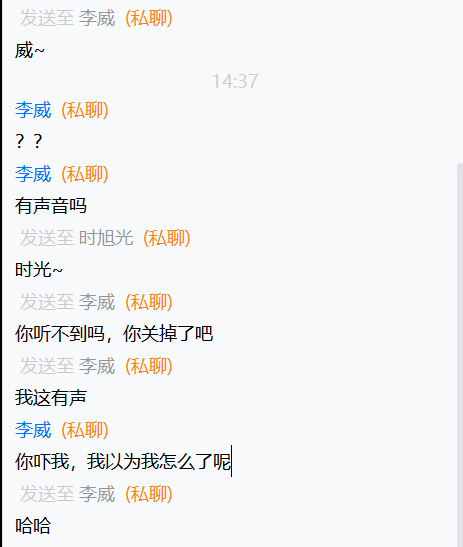 发送至 李威 (私聊)
威~
14:37
李威 (私聊)
？？
李威 (私聊)
有声音吗
发送至 时旭光 (私聊)
时光~
发送至 李威 (私聊)
你听不到吗，你关掉了吧
发送至 李威 (私聊)
我这有声
李威 (私聊)
你吓我，我以为我怎么了呢
发送至 李威 (私聊)
哈哈